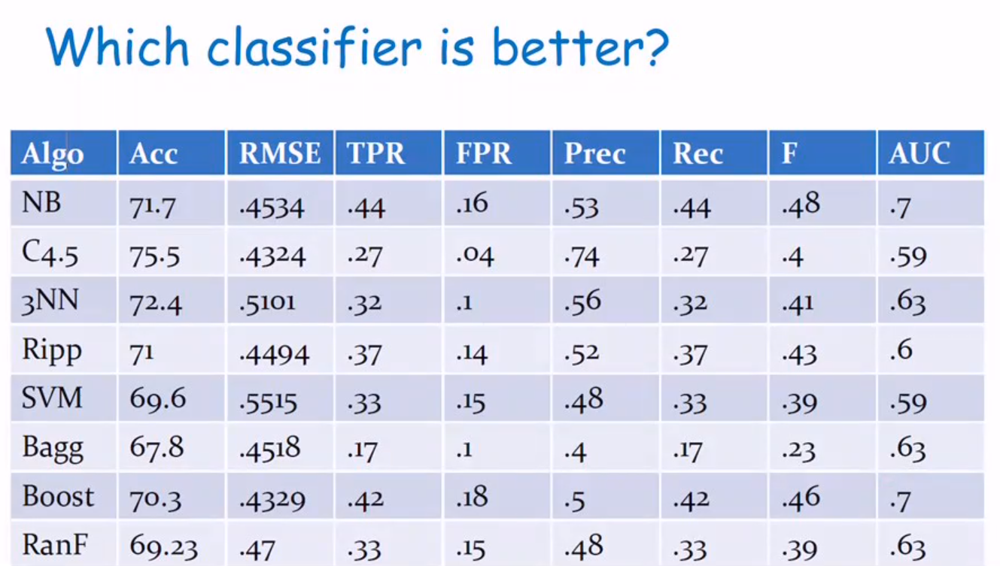 Which classifier is better?
Algo Acc RMSE TPR FPR Prec Rec F AUC
NB 71.7 .4534 .44 .16 .53 .44 .48 .7
C4.5 75.5 .4324 .27 .04 .74 .27 .4 .59
3NN 72.4 .5101 .32 .1 .56 .32 .41 .63
Ripp 71 .4494 .37 .14 .52 .37 .43 .6
SVM 69.6 .5515 .33 .15 .48 .33 .39 .59
Bagg 67.8 .4518 .17 .1 .4 .17 .23 .63
Boost 70.3 .4329 .42 .18 .5 .42 .46 .7
RanF 69.23 .47 .33 .15 .48 .33 .39 .63